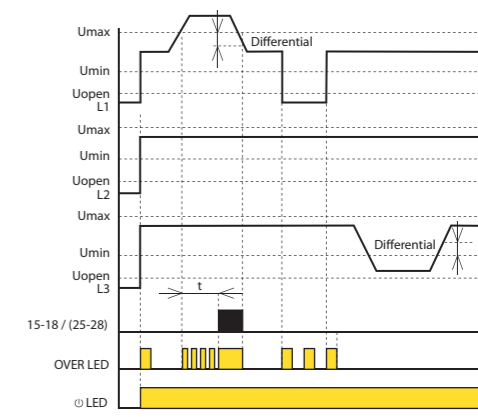 Umax
Differential
Umin
Uopen
L1
Umax
Umin
Uopen
L2
Umax
Differential
Umin
Uopen
L3
t
15-18 / (25-28)
OVER LED
LED